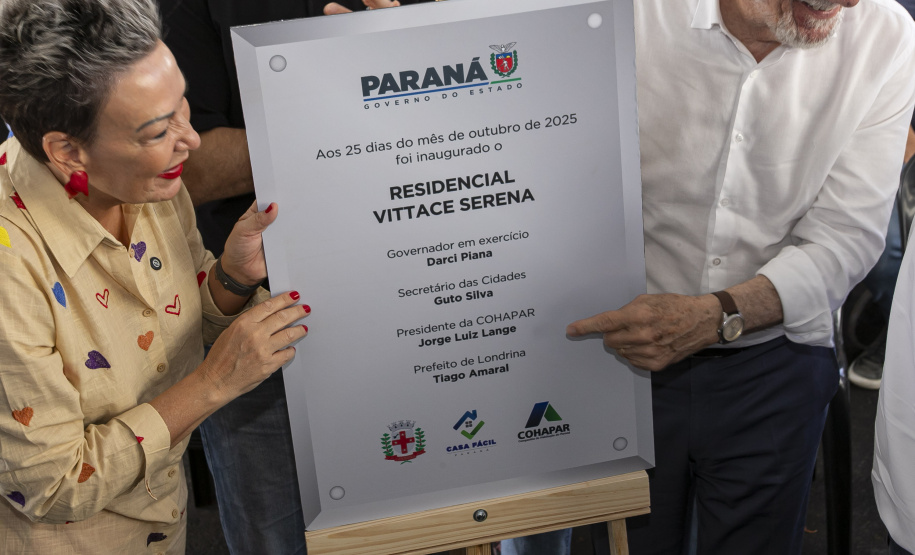 PARANÁ
GOVERNO DO ESTADO
Aos 25 dias do mês de outubro de 2025
foi inaugurado o
RESIDENCIAL
VITTACE SERENA
Governador em exercício
Darci Piana
Secretário das Cidades
Guto Silva
Presidente da COHAPAR
Jorge Luiz Lange
Prefeito de Londrina
Tiago Amaral
CASA FÁCIL
PARANÁ
COHAPAR